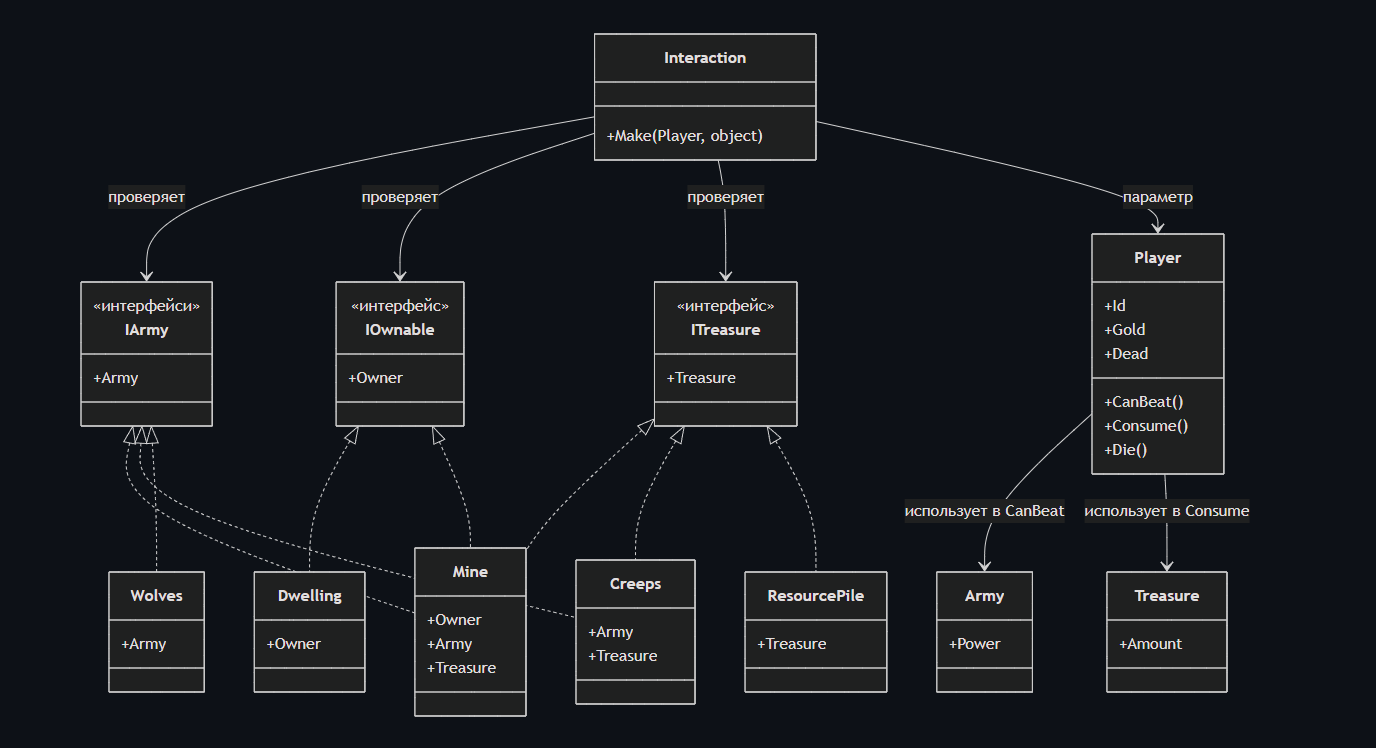 Interaction
+Make(Player, object)
проверяет
проверяет
проверяет
параметр
«интерфейси»
IArmy
+Army
«интерфейс»
IOwnable
+Owner
«интерфейс»
ITreasure
+Treasure
Player
+Id
+Gold
+Dead
+CanBeat()
+Consume()
+Die()
использует в CanBeat
использует в Consume
Wolves
+Army
Dwelling
+Owner
Mine
+Owner
+Army
+Treasure
Creeps
+Army
+Treasure
ResourcePile
+Treasure
Army
+Power
Treasure
+Amount